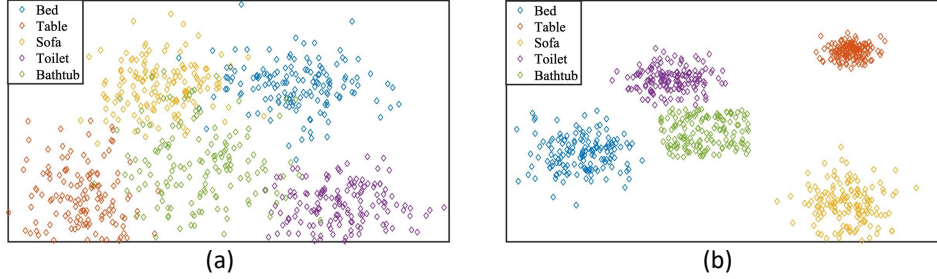 Bed
Table
Sofa
Toilet
Bathtub
(a)
Bed
Table
Sofa
Toilet
Bathtub
(b)